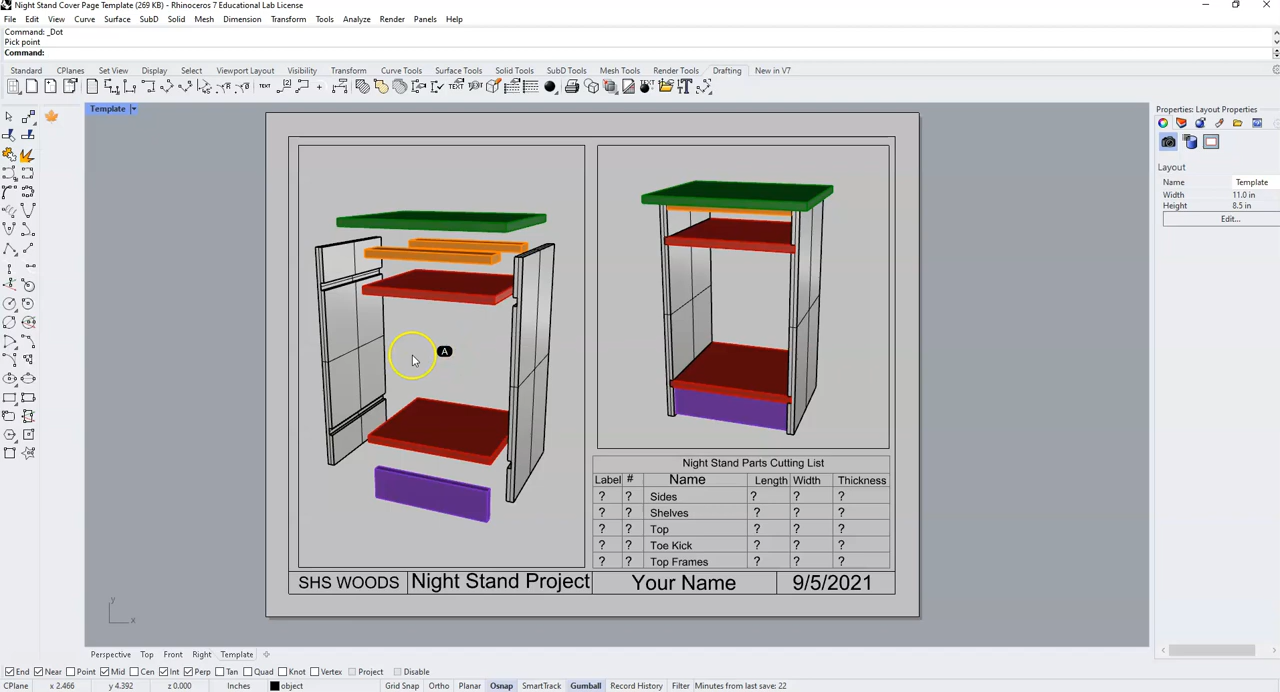 Night Stand Cover Page Template (269 KB) - Rhinoceros 7 Educational Lab License
File Edit View Curve Surface SubD Solid Mesh Dimension Transform Tools Analyze Render Panels Help
Command: _Dot
Pick point
Command:
Standard CPlanes Set View Display Select Viewport Layout Visibility Transform Curve Tools Surface Tools Solid Tools SubD Tools Mesh Tools Render Tools Drafting New in V7
Template
Properties: Layout Properties
Layout
Name Template
Width 11.0 in
Height 8.5 in
Edit...
A
Night Stand Parts Cutting List
Label # Name Length Width Thickness
? ? Sides ? ? ?
? ? Shelves ? ? ?
? ? Top ? ? ?
? ? Toe Kick ? ? ?
? ? Top Frames ? ? ?
SHS WOODS Night Stand Project Your Name 9/5/2021
y
x
Perspective Top Front Right Template
End Near Point Mid Cen Int Perp Tan Quad Knot Vertex Project Disable
CPlane x 2.466 y 4.392 z 0.000 Inches object Grid Snap Ortho Planar Osnap SmartTrack Gumball Record History Filter Minutes from last save: 22